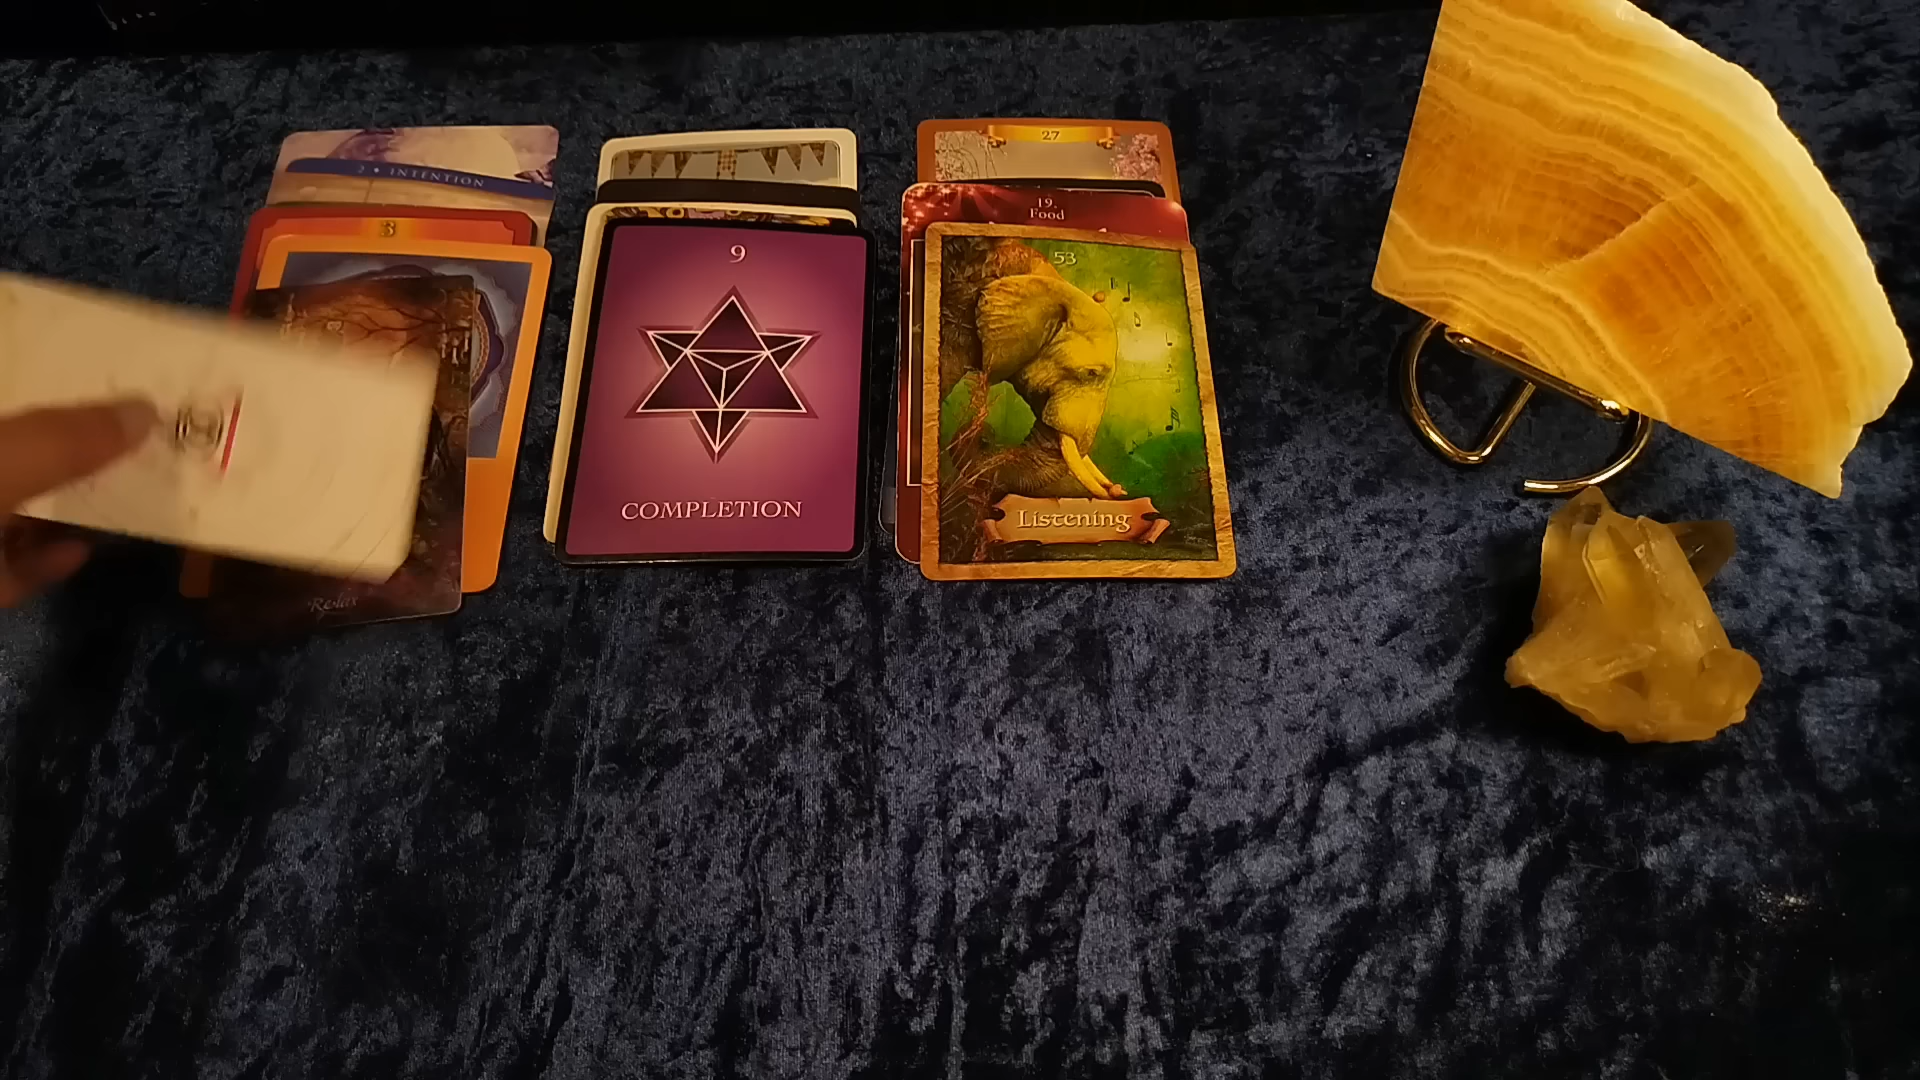 2 • INTENTION
3
Relax
9
COMPLETION
27
19.
Food
53
Listening